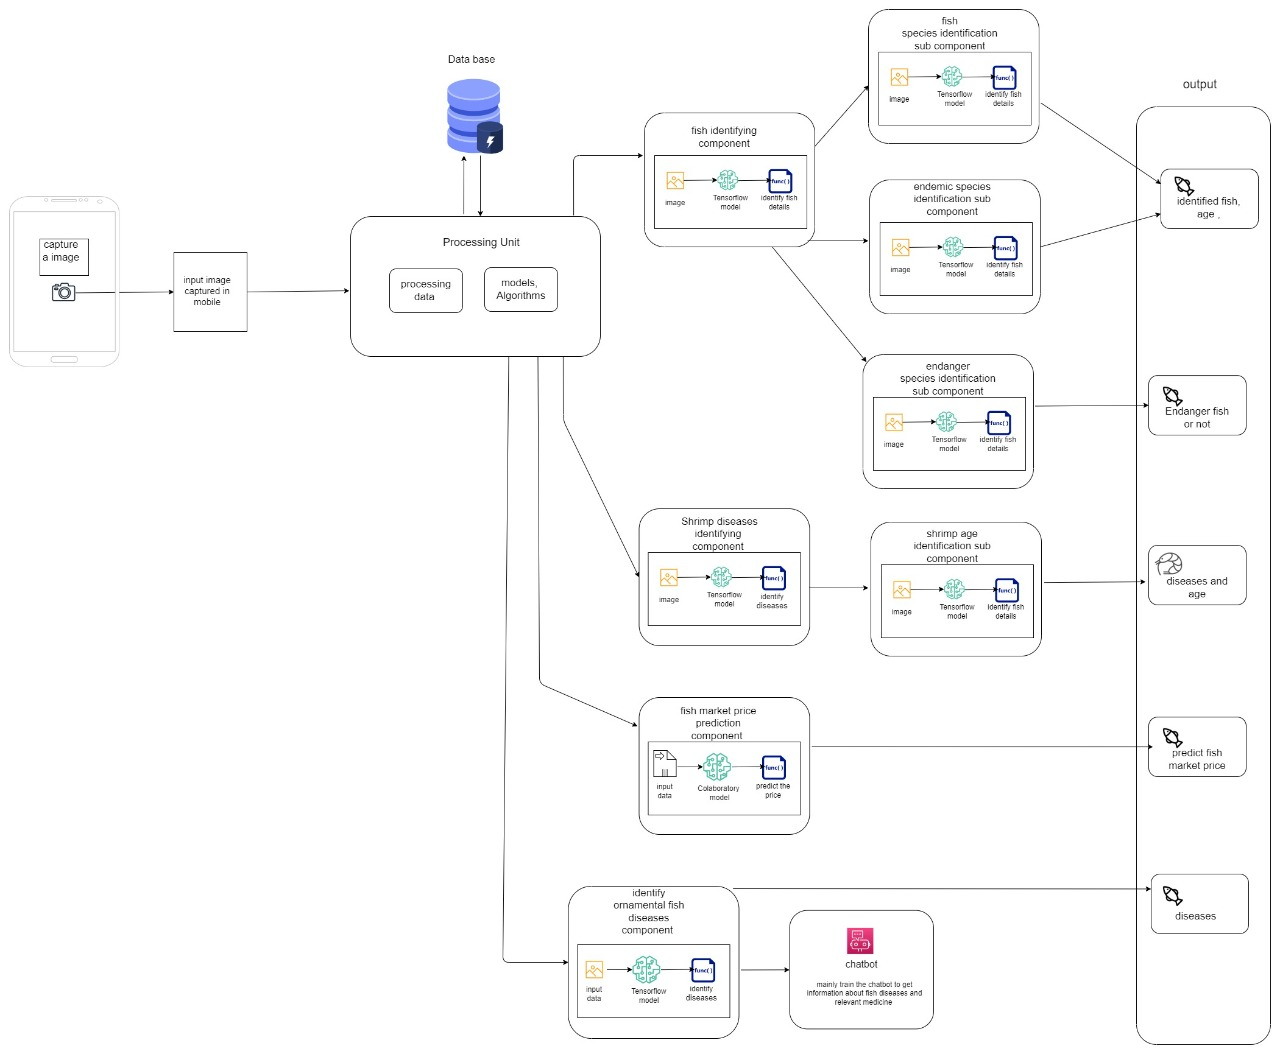 Data base
capture
a image
input image
captured in
mobile
Processing Unit
processing
data
models,
Algorithms
fish identifying
component
image
Tensorflow
model
func( )
identify fish
details
fish
species identification
sub component
image
Tensorflow
model
func( )
identify fish
details
endemic species
identification sub
component
image
Tensorflow
model
func( )
identify fish
details
endanger
species identification
sub component
image
Tensorflow
model
func( )
identify fish
details
Shrimp diseases
identifying
component
image
Tensorflow
model
func( )
identify
diseases
shrimp age
identification sub
component
image
Tensorflow
model
func( )
identify fish
details
fish market price
prediction
component
input
data
Colaboratory
model
func( )
predict the
price
identify
ornamental fish
diseases
component
input
data
Tensorflow
model
func( )
identify
diseases
chatbot
mainly train the chatbot to get
information about fish diseases and
relevant medicine
output
identified fish,
age ,
Endanger fish
or not
diseases and
age
predict fish
market price
diseases